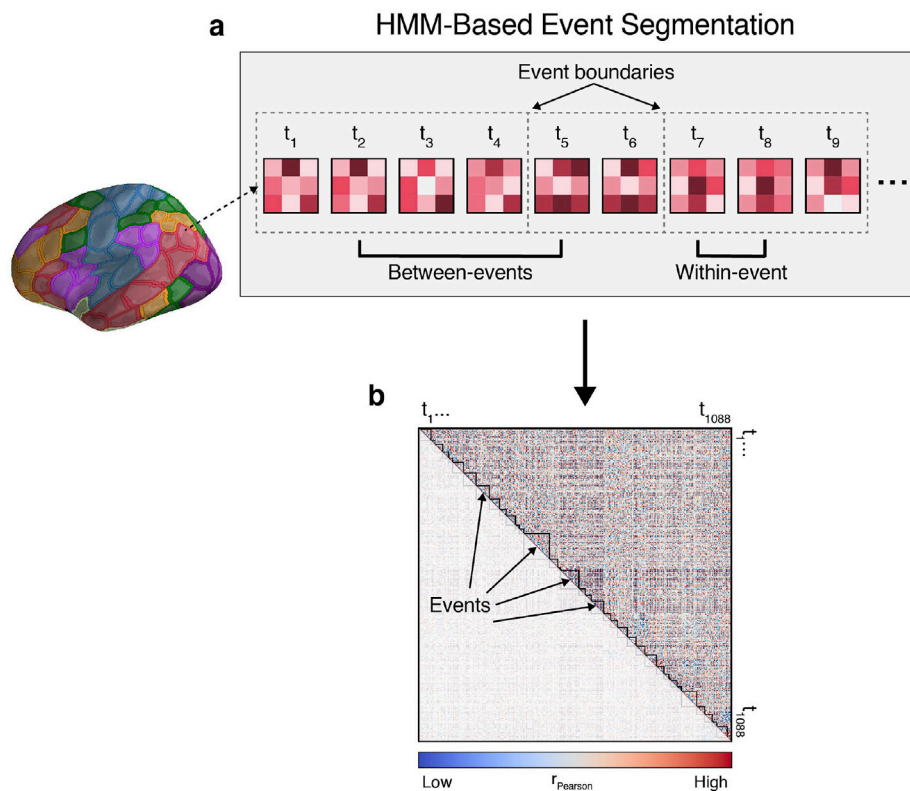 a
HMM-Based Event Segmentation
Event boundaries
t1 t2 t3 t4 t5 t6 t7 t8 t9
...
Between-events
Within-event
b
t1...
t1088
t1...
Events
t1088
Low
rPearson
High